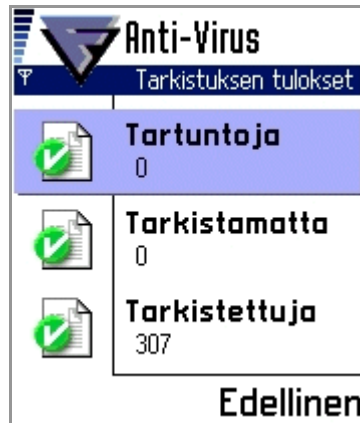 Anti-Virus
Tarkistuksen tulokset
Tartuntoja
0
Tarkistamatta
0
Tarkistettuja
307
Edellinen